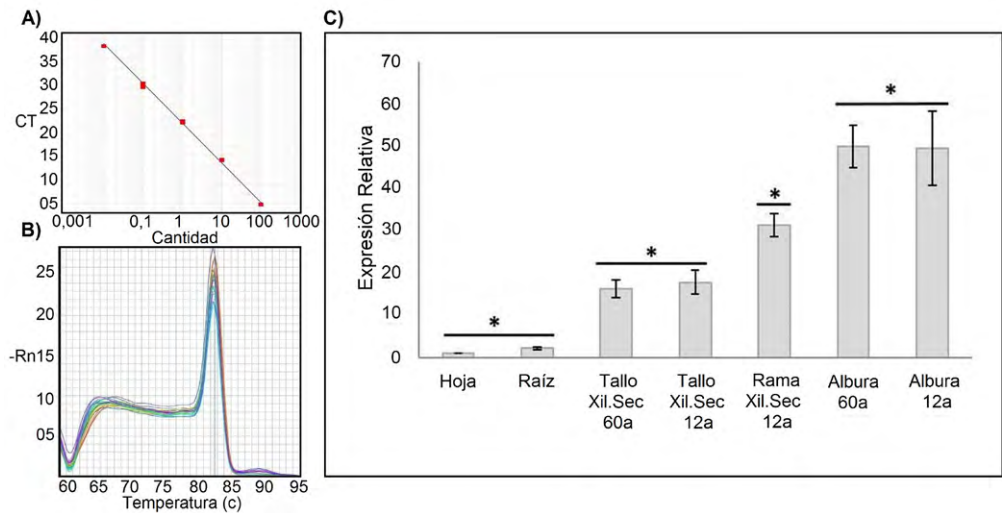 A)
40
35
30
25
CT
20
15
10
05
0,001
0,1
1
10
100
1000
Cantidad
B)
25
20
-Rn15
10
05
60
65
70
75
80
85
90
95
Temperatura (c)
C)
Expresión Relativa
70
60
50
40
30
20
10
0
*
*
*
*
Hoja
Raíz
Tallo
Xil.Sec
60a
Tallo
Xil.Sec
12a
Rama
Xil.Sec
12a
Albura
60a
Albura
12a